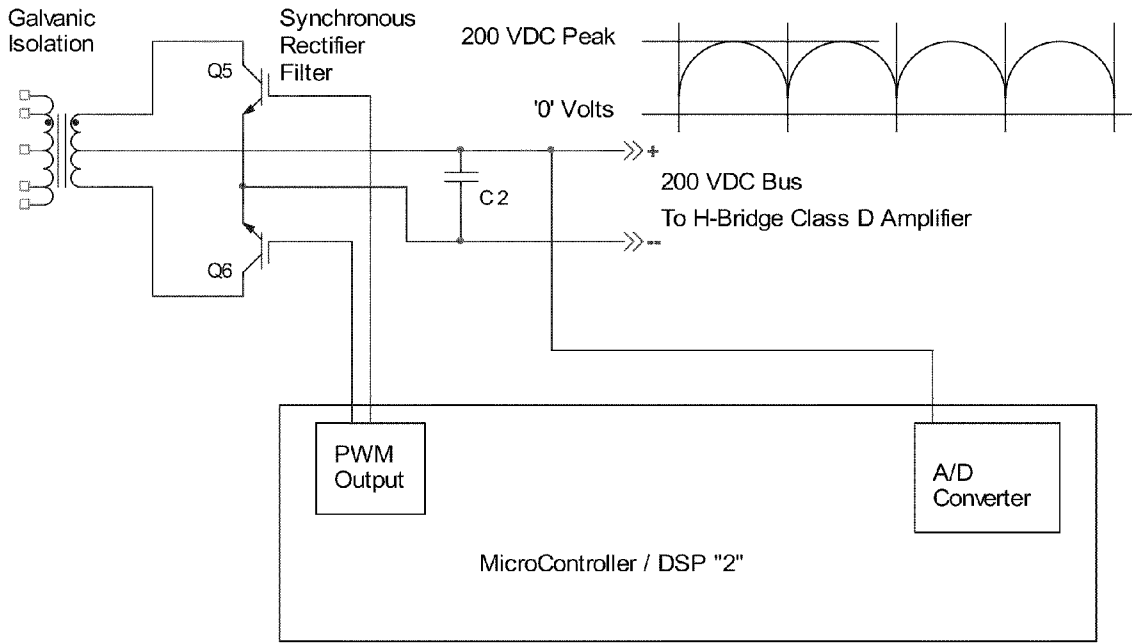 Galvanic
Isolation
Synchronous
Rectifier
Filter
Q5
200 VDC Peak
'0' Volts
+
C2
200 VDC Bus
To H-Bridge Class D Amplifier
--
Q6
PWM
Output
A/D
Converter
MicroController / DSP "2"